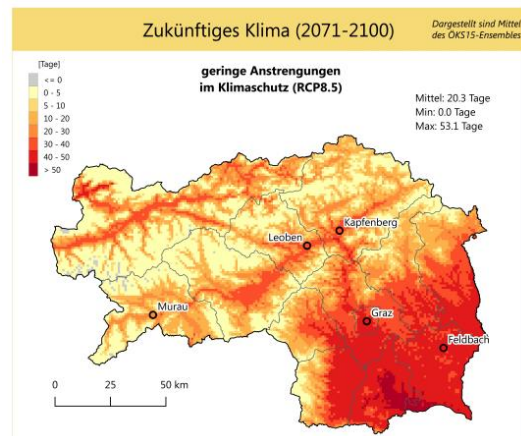 Zukünftiges Klima (2071-2100)
Dargestellt sind Mittel
des ÖKS15-Ensembles
[Tage]
<= 0
0 - 5
5 - 10
10 - 20
20 - 30
30 - 40
40 - 50
> 50
geringe Anstrengungen
im Klimaschutz (RCP8.5)
Mittel: 20.3 Tage
Min: 0.0 Tage
Max: 53.1 Tage
Kapfenberg
Leoben
Murau
Graz
Feldbach
0 25 50 km